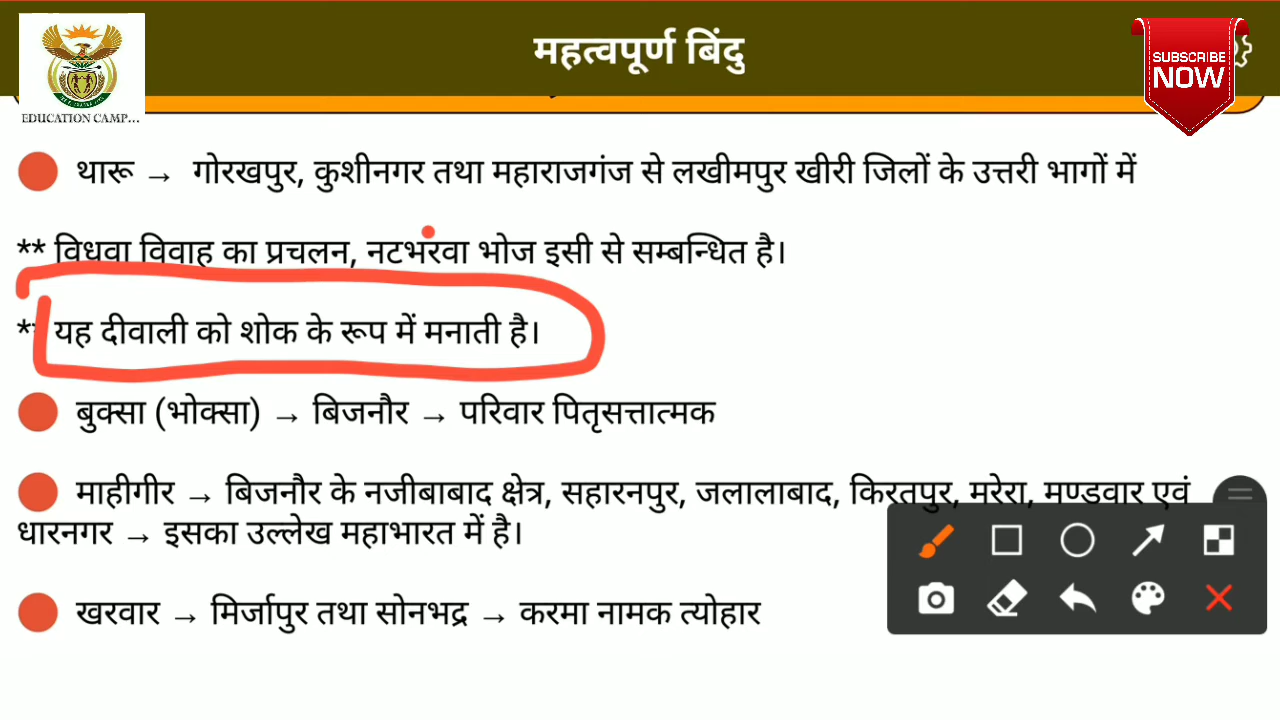 महत्वपूर्ण बिंदु
SUBSCRIBE
NOW
EDUCATION CAMP...
थारू → गोरखपुर, कुशीनगर तथा महाराजगंज से लखीमपुर खीरी जिलों के उत्तरी भागों में
** विधवा विवाह का प्रचलन, नटभरवा भोज इसी से सम्बन्धित है।
** यह दीवाली को शोक के रूप में मनाती है।
बुक्सा (भोक्सा) → बिजनौर → परिवार पितृसत्तात्मक
माहीगीर → बिजनौर के नजीबाबाद क्षेत्र, सहारनपुर, जलालाबाद, किरतपुर, मरेरा, मण्डवार एवं
धारनगर → इसका उल्लेख महाभारत में है।
खरवार → मिर्जापुर तथा सोनभद्र → करमा नामक त्योहार